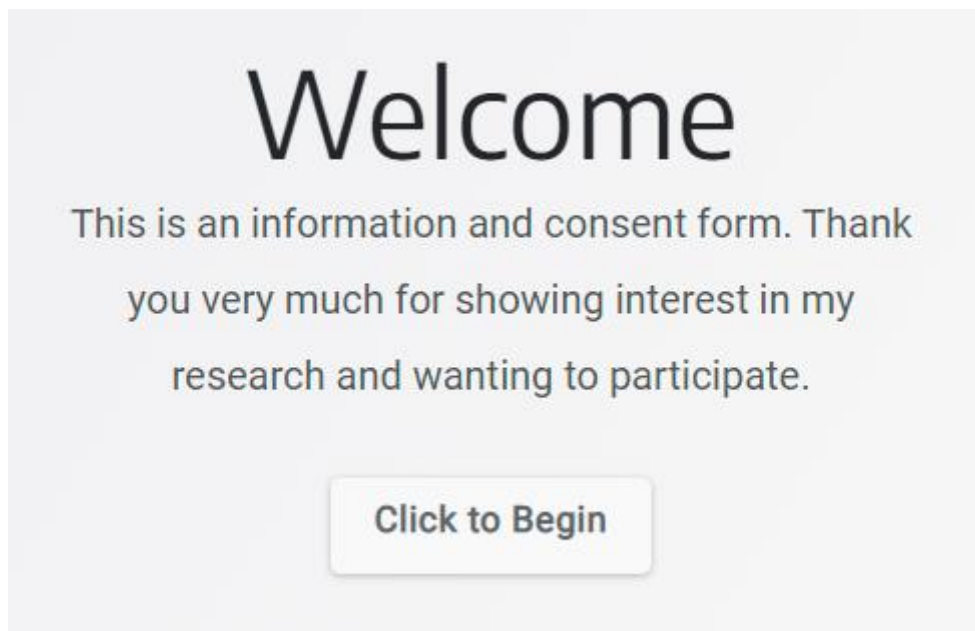 Welcome
This is an information and consent form. Thank
you very much for showing interest in my
research and wanting to participate.
Click to Begin